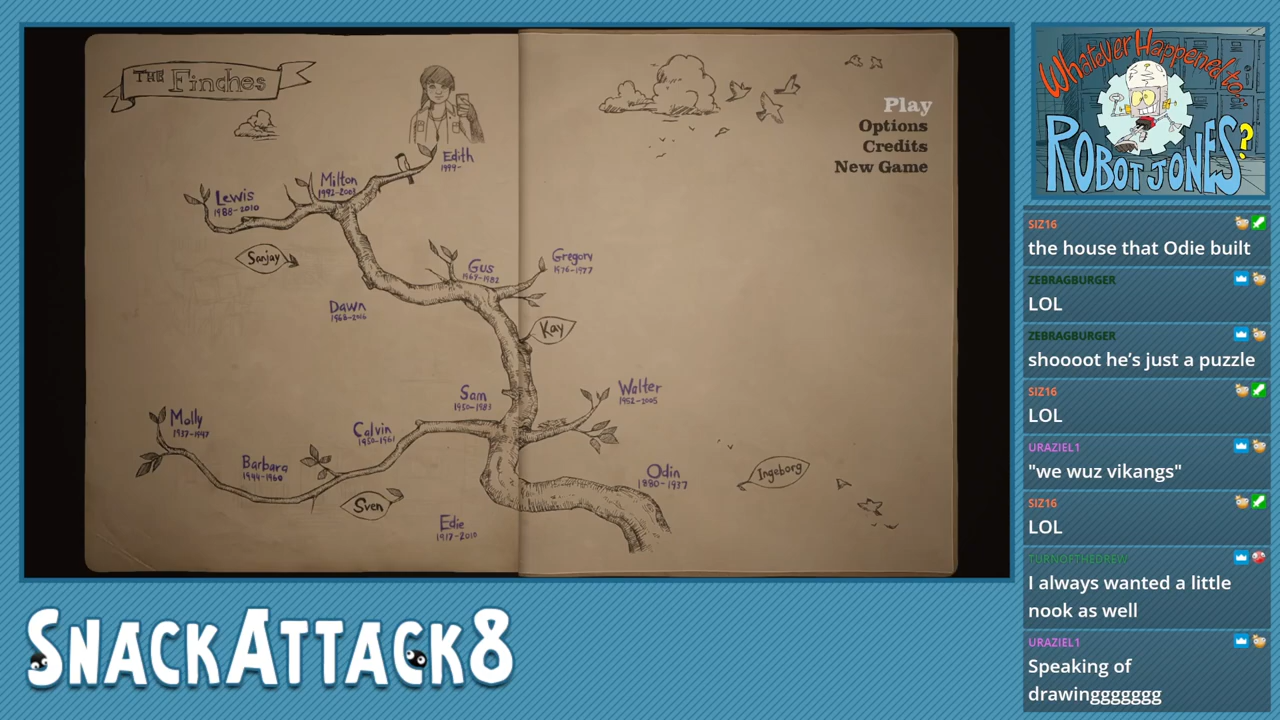 THE Finches
Play
Options
Credits
New Game
Edith
1999-
Milton
1992-2003
Lewis
1988-2010
Sanjay
Gus
1969-1982
Gregory
1976-1977
Dawn
1968-2016
Kay
Sam
1950-1983
Walter
1952-2005
Molly
1937-1947
Calvin
1950-1961
Barbara
1944-1960
Odin
1880-1937
Ingeborg
Sven
Edie
1917-2010
SNACKATTACK8
Whatever Happened to...
ROBOT JONES?
SIZ16
the house that Odie built
ZEBRAGBURGER
LOL
ZEBRAGBURGER
shoooot he's just a puzzle
SIZ16
LOL
URAZIEL1
"we wuz vikangs"
SIZ16
LOL
TURNOFTHEDREW
I always wanted a little
nook as well
URAZIEL1
Speaking of
drawinggggggg